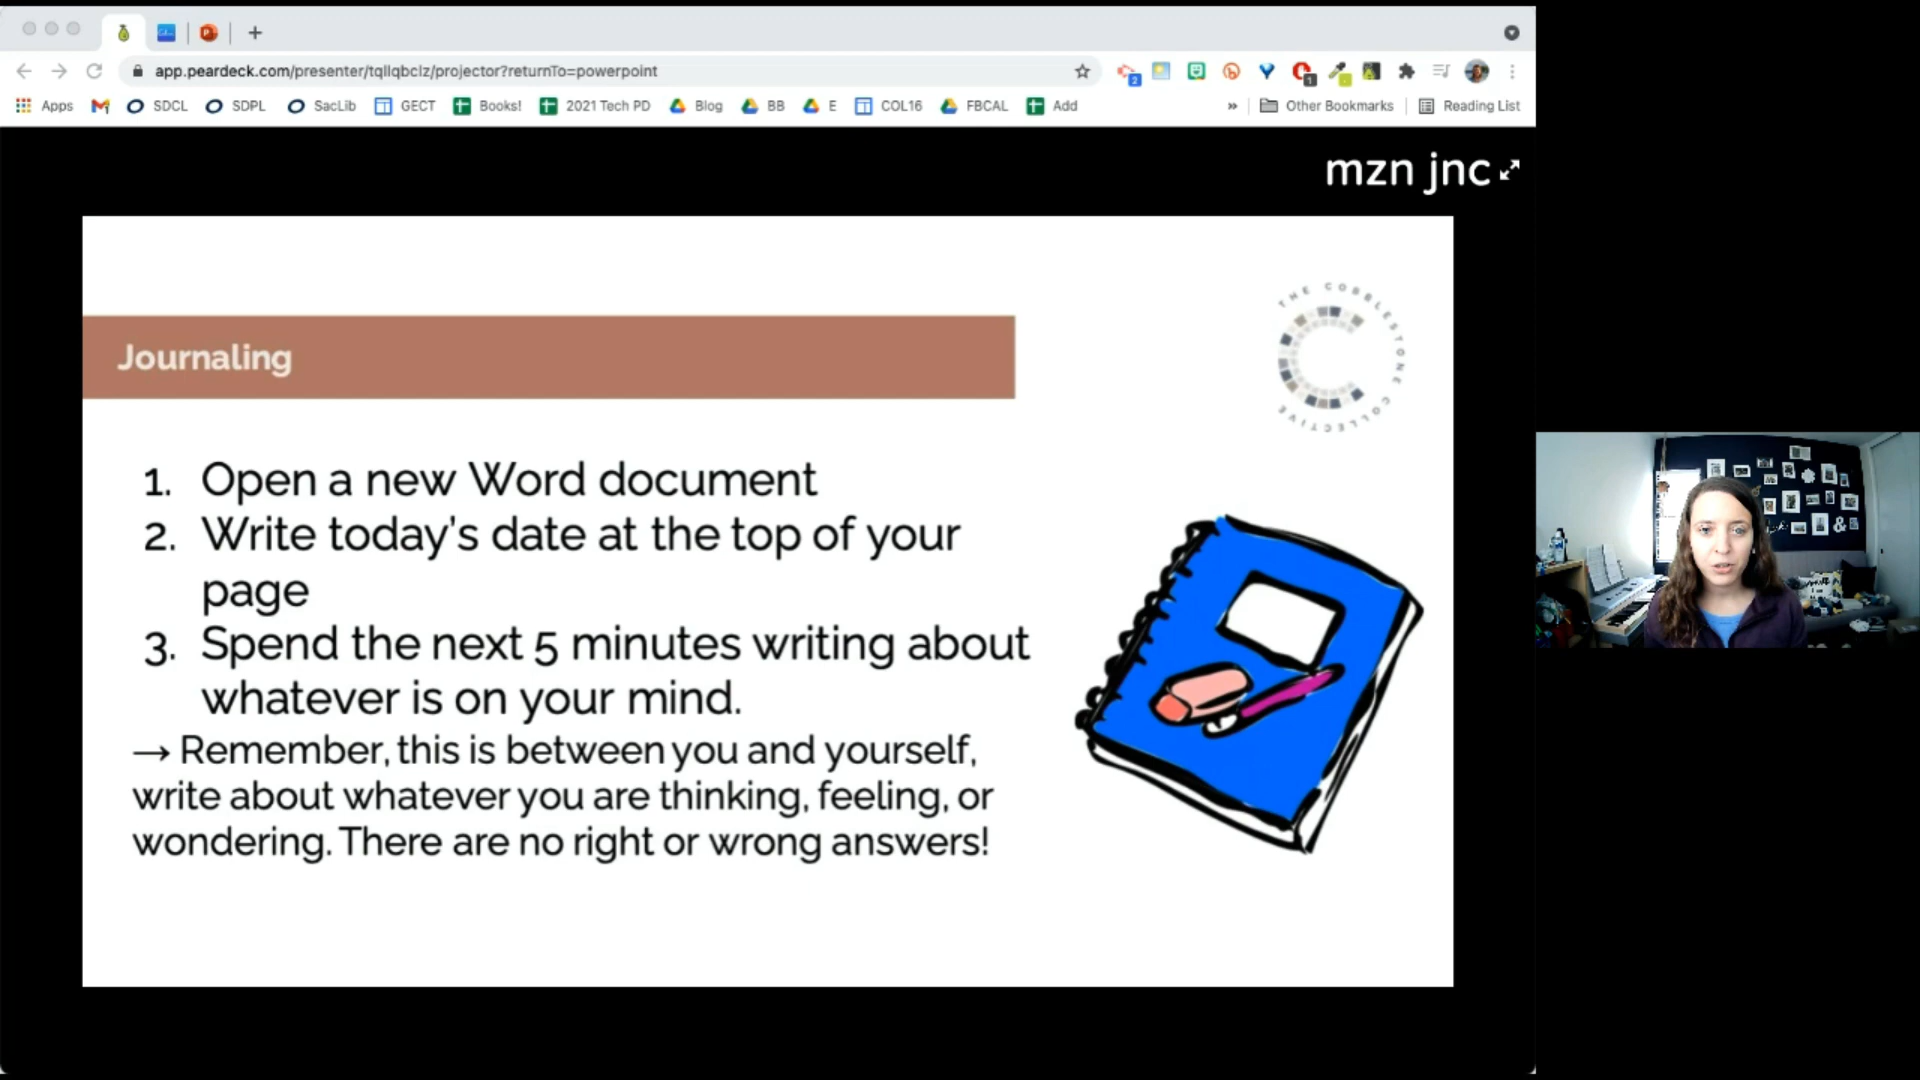 app.peardeck.com/presenter/tqllqbclz/projector?returnTo=powerpoint
Apps SDCL SDPL SacLib GECT Books! 2021 Tech PD Blog BB E COL16 FBCAL Add » Other Bookmarks Reading List
mzn jnc
THE COBBLESTONE COLLECTIVE
Journaling
1. Open a new Word document
2. Write today's date at the top of your
page
3. Spend the next 5 minutes writing about
whatever is on your mind.
→ Remember, this is between you and yourself,
write about whatever you are thinking, feeling, or
wondering. There are no right or wrong answers!
&